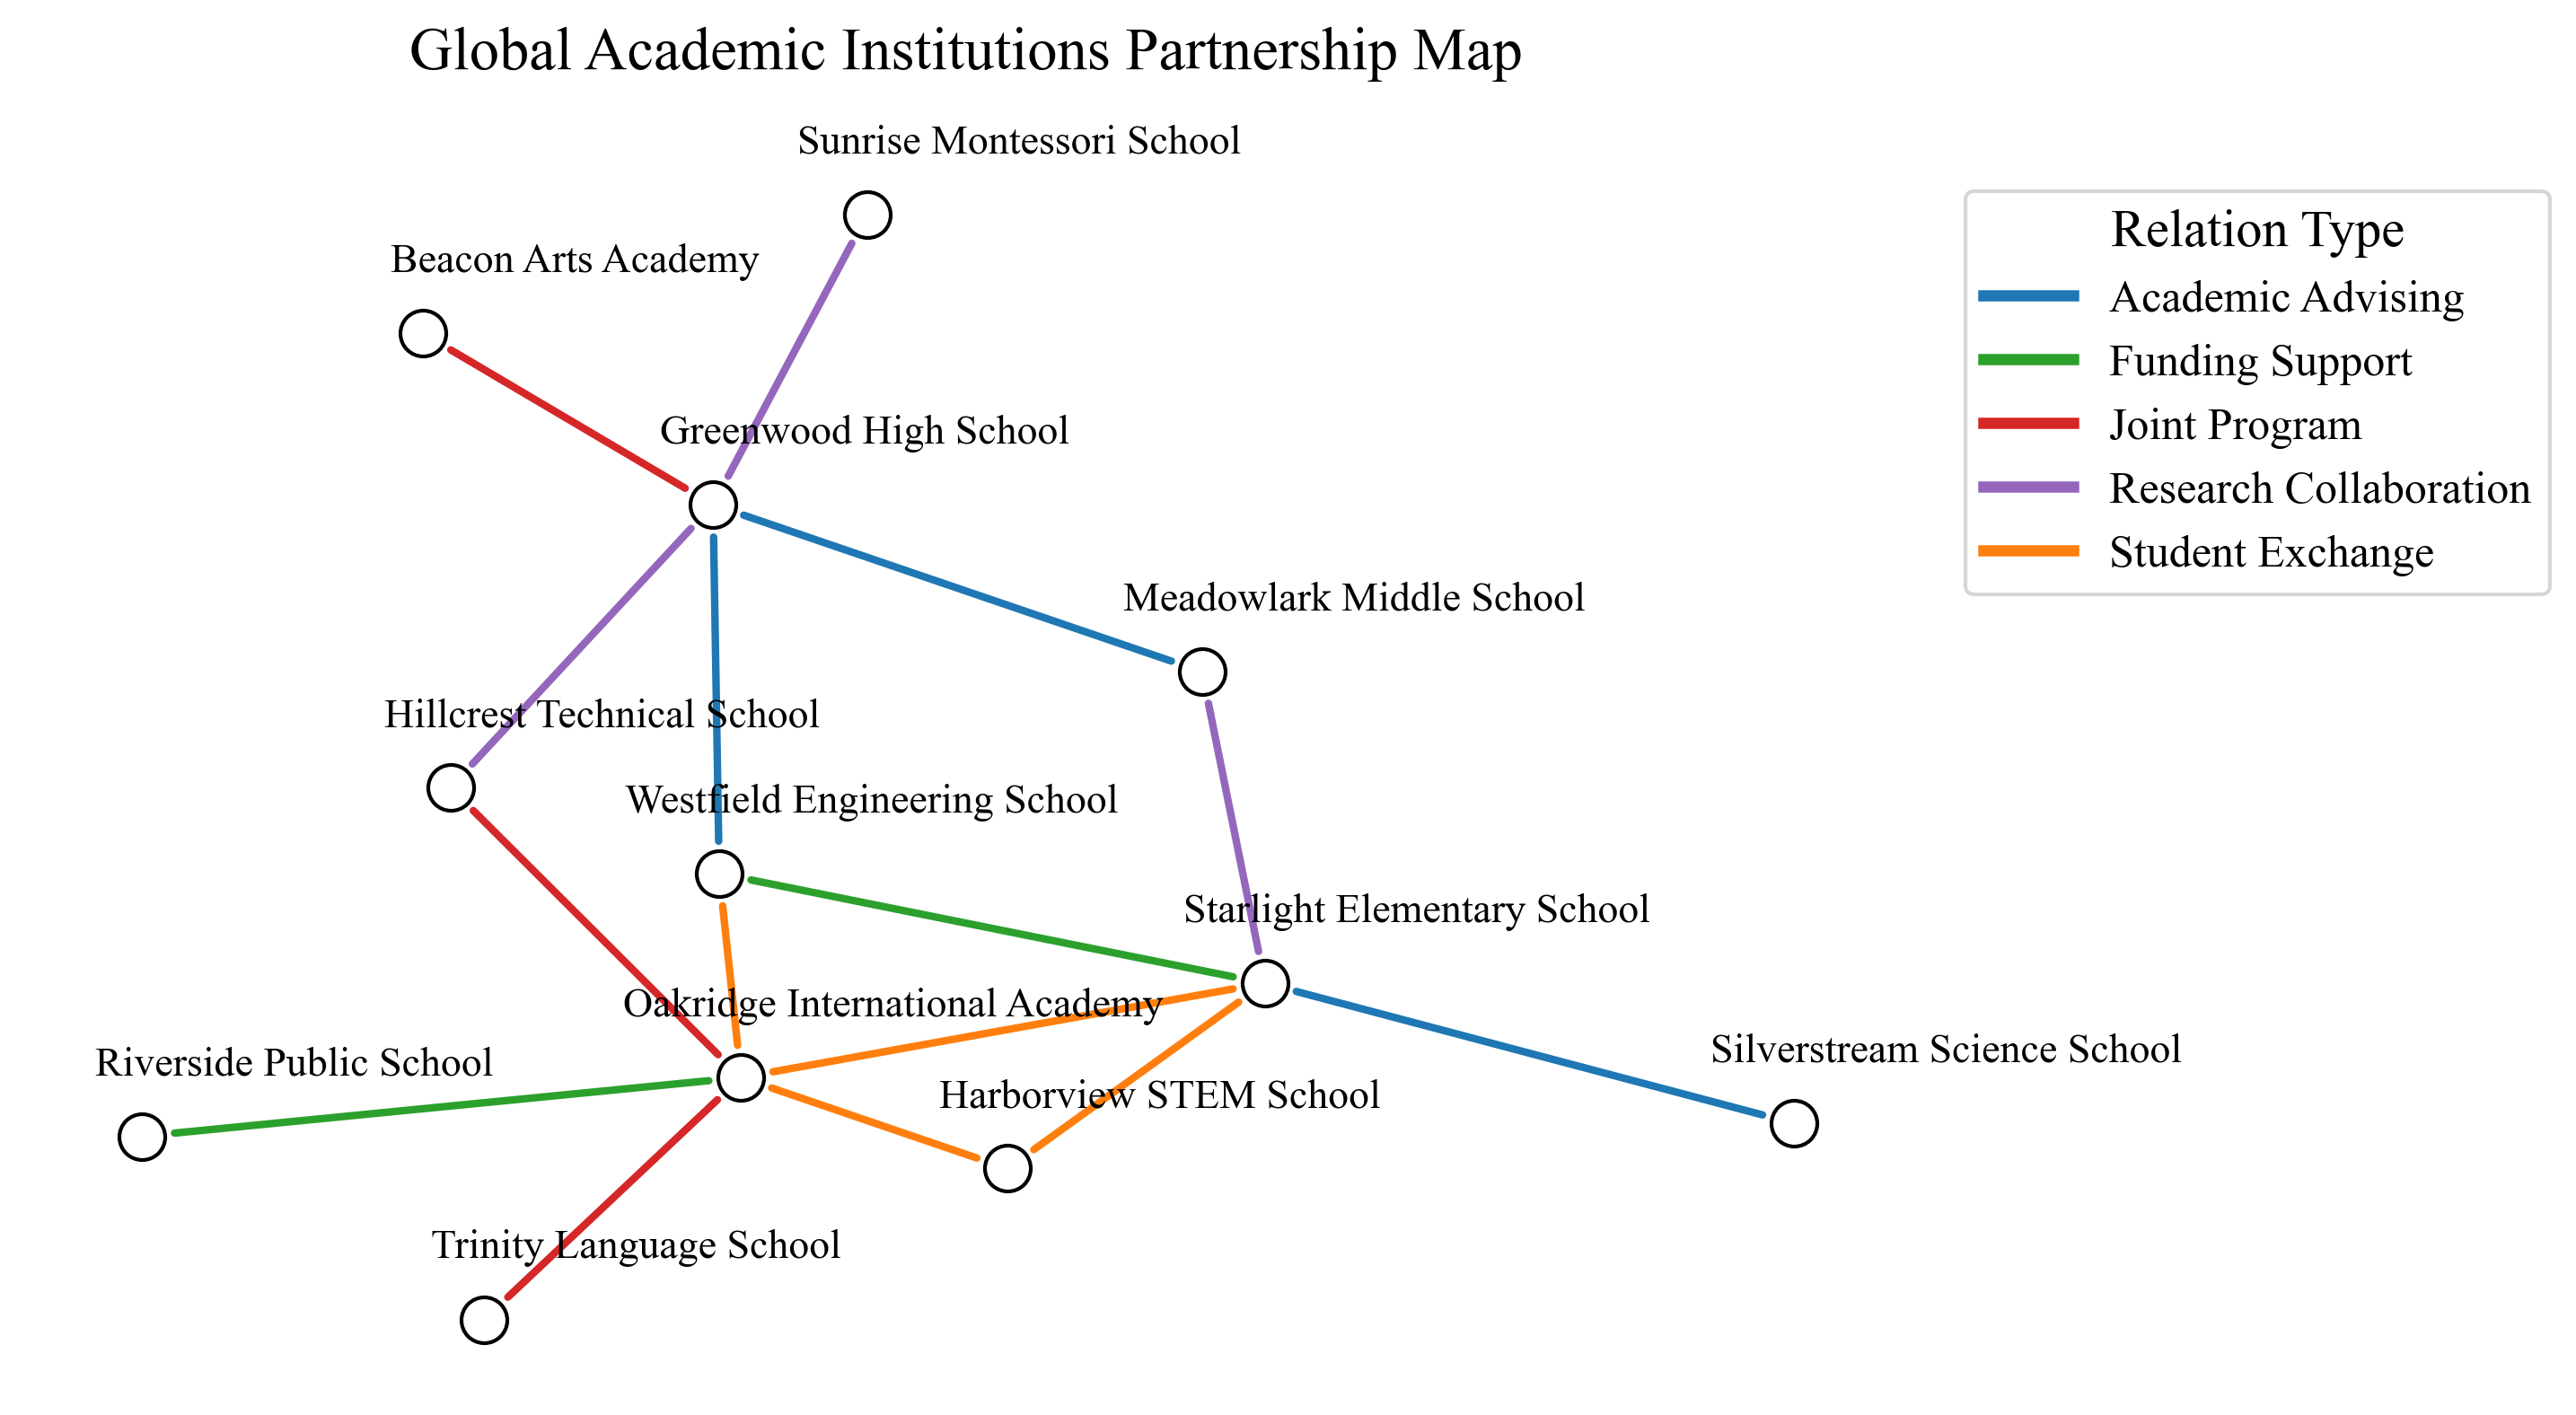 Global Academic Institutions Partnership Map
Sunrise Montessori School
Beacon Arts Academy
Greenwood High School
Meadowlark Middle School
Hillcrest Technical School
Westfield Engineering School
Starlight Elementary School
Oakridge International Academy
Silverstream Science School
Riverside Public School
Harborview STEM School
Trinity Language School
Relation Type
Academic Advising
Funding Support
Joint Program
Research Collaboration
Student Exchange